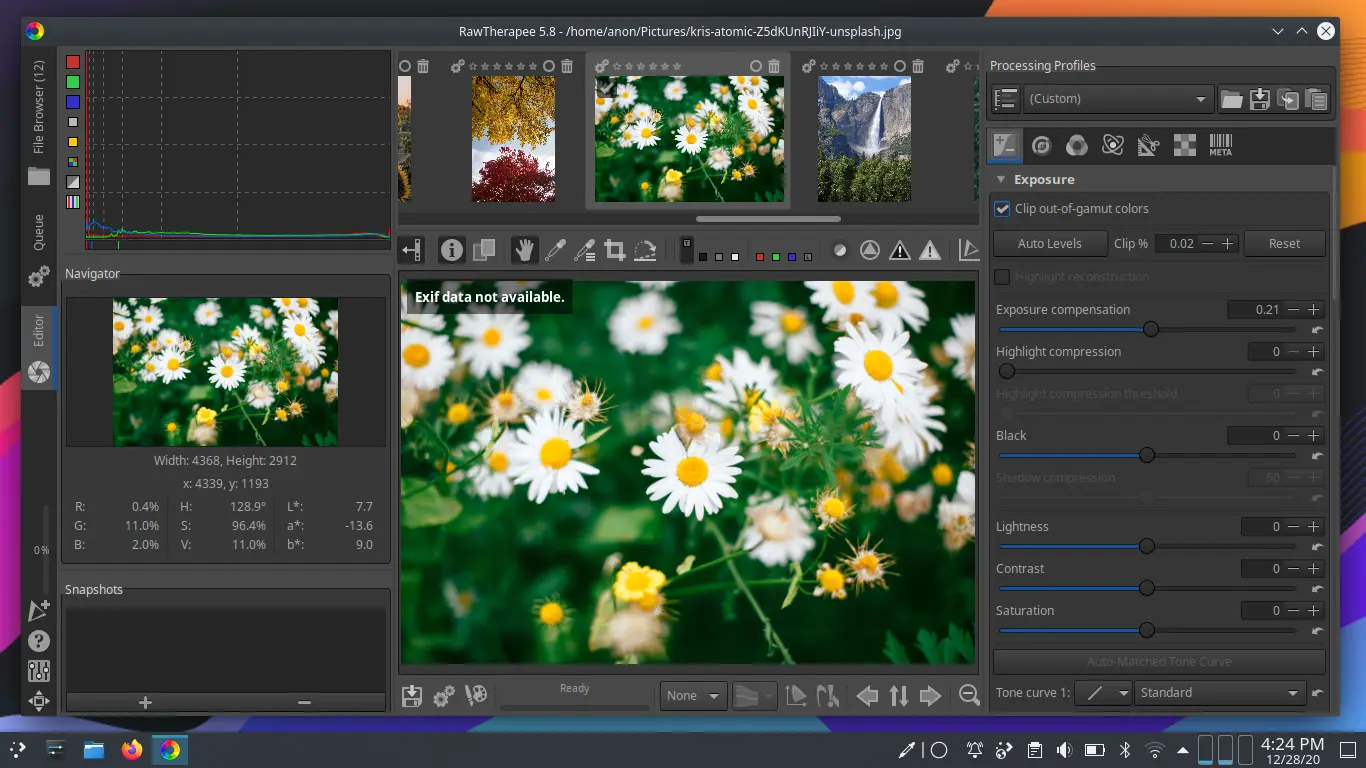 RawTherapee 5.8 - /home/anon/Pictures/kris-atomic-Z5dKUnRJIiY-unsplash.jpg
File Browser (12)
Queue
Editor
0%
Navigator
Width: 4368, Height: 2912
x: 4339, y: 1193
R: 0.4% H: 128.9° L*: 7.7
G: 11.0% S: 96.4% a*: -13.6
B: 2.0% V: 11.0% b*: 9.0
Snapshots
Exif data not available.
Ready
None
Processing Profiles
(Custom)
META
Exposure
Clip out-of-gamut colors
Auto Levels Clip % 0.02 Reset
Highlight reconstruction
Exposure compensation 0.21
Highlight compression 0
Highlight compression threshold 0
Black 0
Shadow compression 50
Lightness 0
Contrast 0
Saturation 0
Auto-Matched Tone Curve
Tone curve 1: Standard
4:24 PM
12/28/20